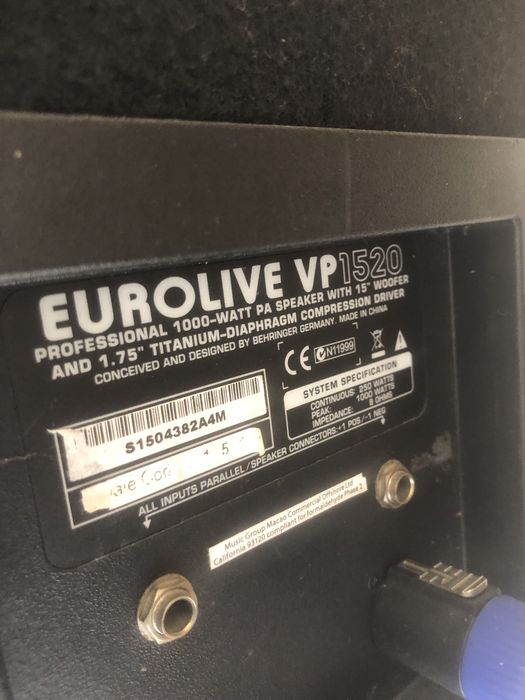 EUROLIVE VP1520
PROFESSIONAL 1000-WATT PA SPEAKER WITH 15" WOOFER
AND 1.75" TITANIUM-DIAPHRAGM COMPRESSION DRIVER
CONCEIVED AND DESIGNED BY BEHRINGER GERMANY. MADE IN CHINA
CE N11999
SYSTEM SPECIFICATION
CONTINUOUS: 250 WATTS
PEAK: 1000 WATTS
IMPEDANCE: 8 OHMS
S1504382A4M
1 5
ALL INPUTS PARALLEL/SPEAKER CONNECTORS:+1 POS/-1 NEG
Music Group Macao Commercial Offshore Ltd
California 93120 compliant for formaldehyde Phase 2